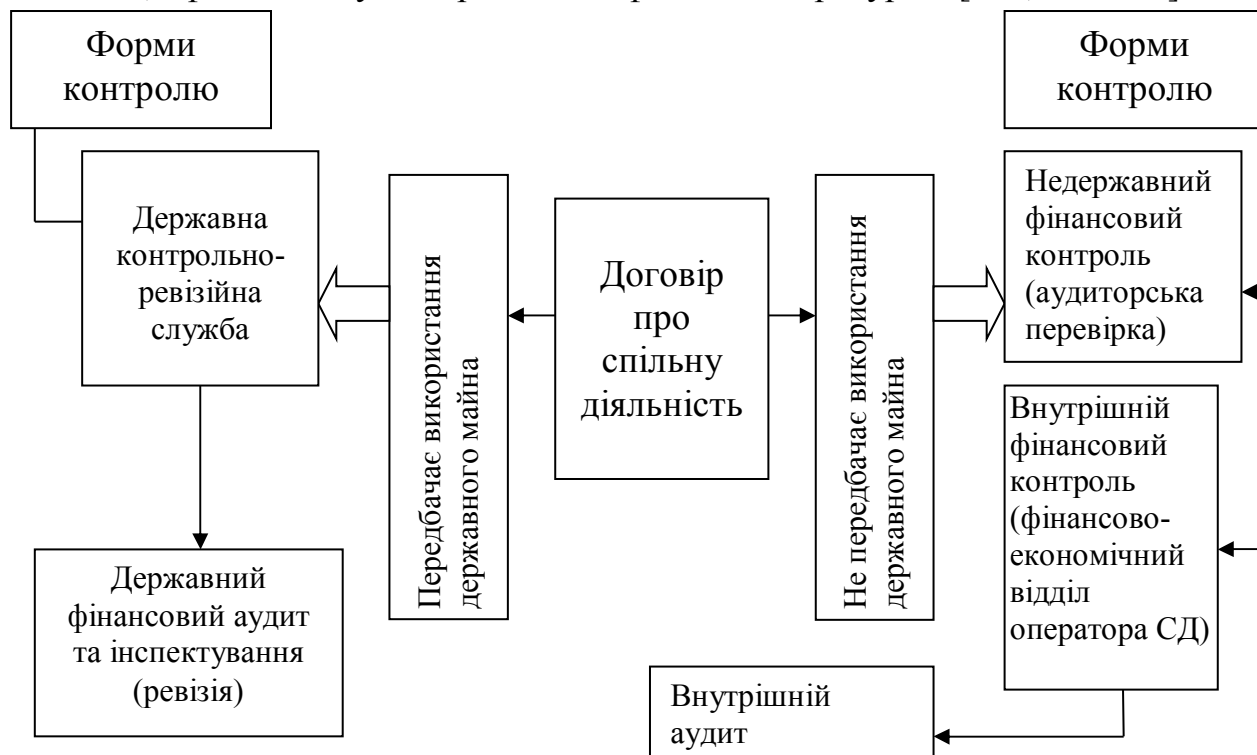 Форми
контролю
Форми
контролю
Державна
контрольно-
ревізійна
служба
Передбачає використання
державного майна
Договір
про
спільну
діяльність
Не передбачає використання
державного майна
Недержавний
фінансовий
контроль
(аудиторська
перевірка)
Внутрішній
фінансовий
контроль
(фінансово-
економічний
відділ
оператора СД)
Державний
фінансовий аудит
та інспектування
(ревізія)
Внутрішній
аудит